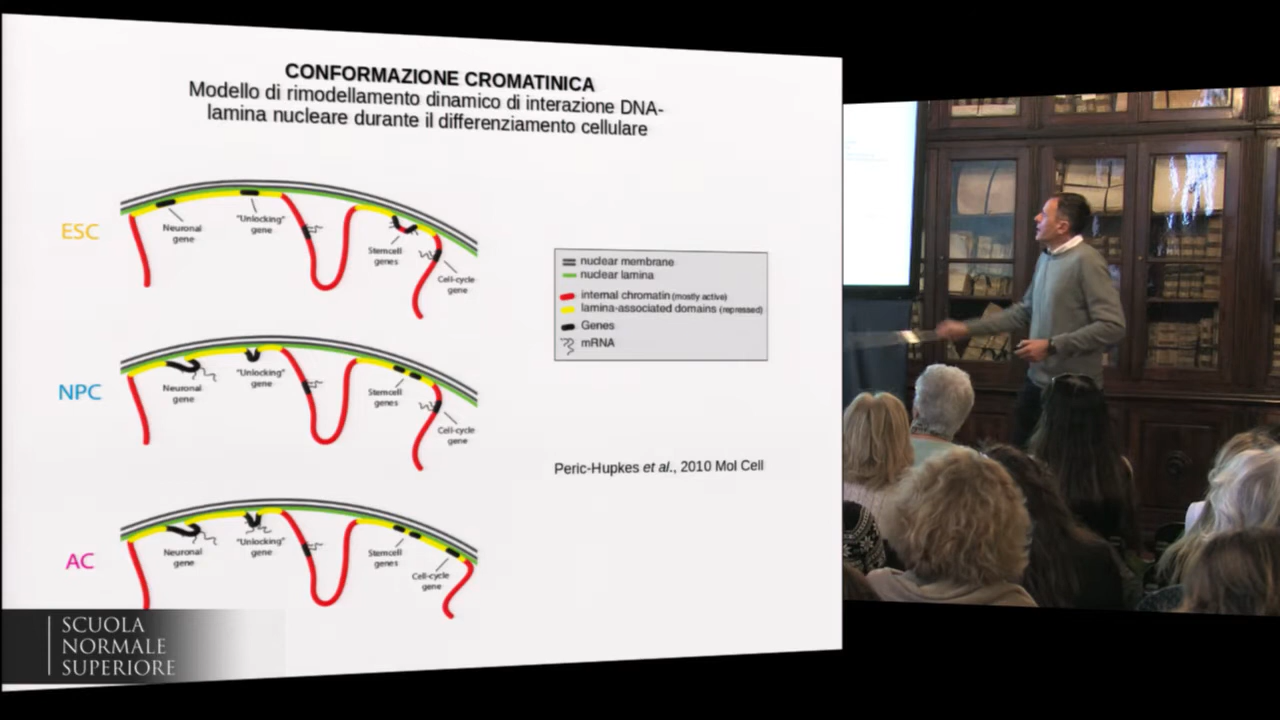 CONFORMAZIONE CROMATINICA
Modello di rimodellamento dinamico di interazione DNA-
lamina nucleare durante il differenziamento cellulare
ESC
Neuronal
gene
"Unlocking"
gene
Stemcell
genes
Cell-cycle
gene
NPC
Neuronal
gene
"Unlocking"
gene
Stemcell
genes
Cell-cycle
gene
AC
Neuronal
gene
"Unlocking"
gene
Stemcell
genes
Cell-cycle
gene
nuclear membrane
nuclear lamina
internal chromatin (mostly active)
lamina-associated domains (repressed)
Genes
mRNA
Peric-Hupkes et al., 2010 Mol Cell
SCUOLA
NORMALE
SUPERIORE